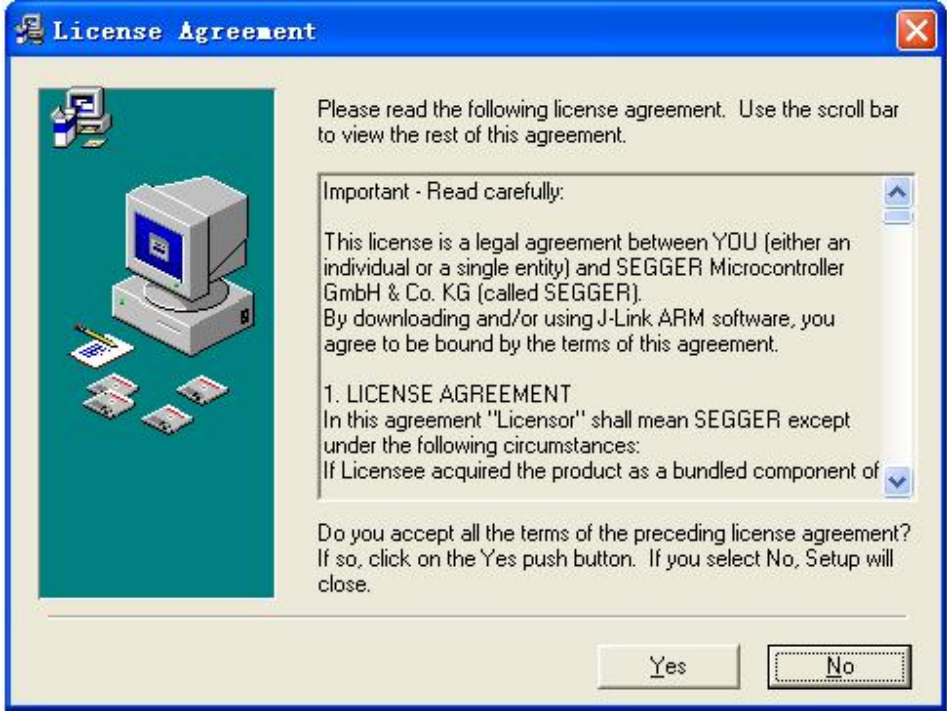 License Agreement
Please read the following license agreement.  Use the scroll bar
to view the rest of this agreement.
Important - Read carefully:
This license is a legal agreement between YOU (either an
individual or a single entity) and SEGGER Microcontroller
GmbH & Co. KG (called SEGGER).
By downloading and/or using J-Link ARM software, you
agree to be bound by the terms of this agreement.
1. LICENSE AGREEMENT
In this agreement "Licensor" shall mean SEGGER except
under the following circumstances:
If Licensee acquired the product as a bundled component of
Do you accept all the terms of the preceding license agreement?
If so, click on the Yes push button.  If you select No, Setup will
close.
Yes No